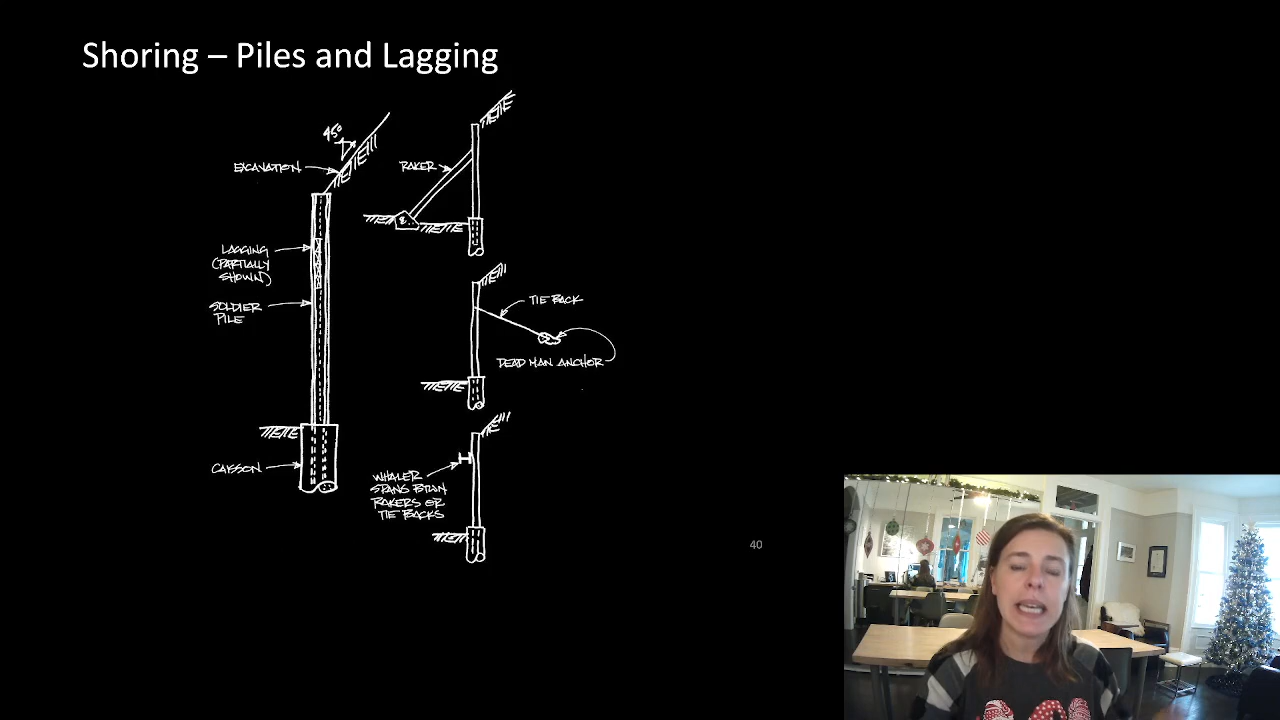 Shoring – Piles and Lagging
45°
EXCAVATION
LAGGING
(PARTIALLY
SHOWN)
SOLDIER
PILE
CAISSON
RAKER
TIE BACK
DEAD MAN ANCHOR
WHALER
SPANS BTWN
RAKERS OR
TIE BACKS
40